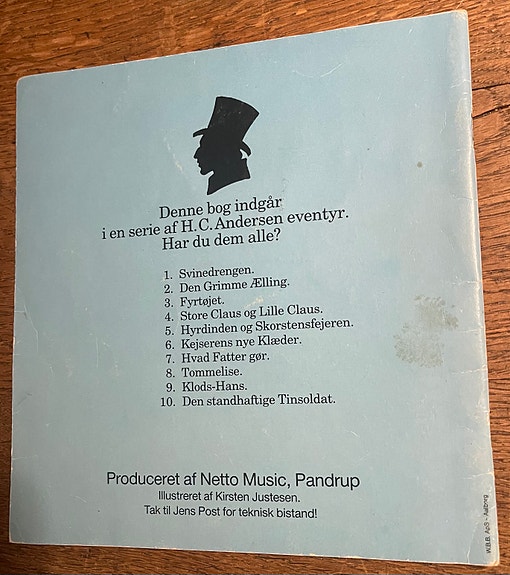 Denne bog indgår
i en serie af H. C. Andersen eventyr.
Har du dem alle?
1. Svinedrengen.
2. Den Grimme Ælling.
3. Fyrtøjet.
4. Store Claus og Lille Claus.
5. Hyrdinden og Skorstensfejeren.
6. Kejserens nye Klæder.
7. Hvad Fatter gør.
8. Tommelise.
9. Klods-Hans.
10. Den standhaftige Tinsoldat.
Produceret af Netto Music, Pandrup
Illustreret af Kirsten Justesen.
Tak til Jens Post for teknisk bistand!
W.B.B. ApS - Aalborg